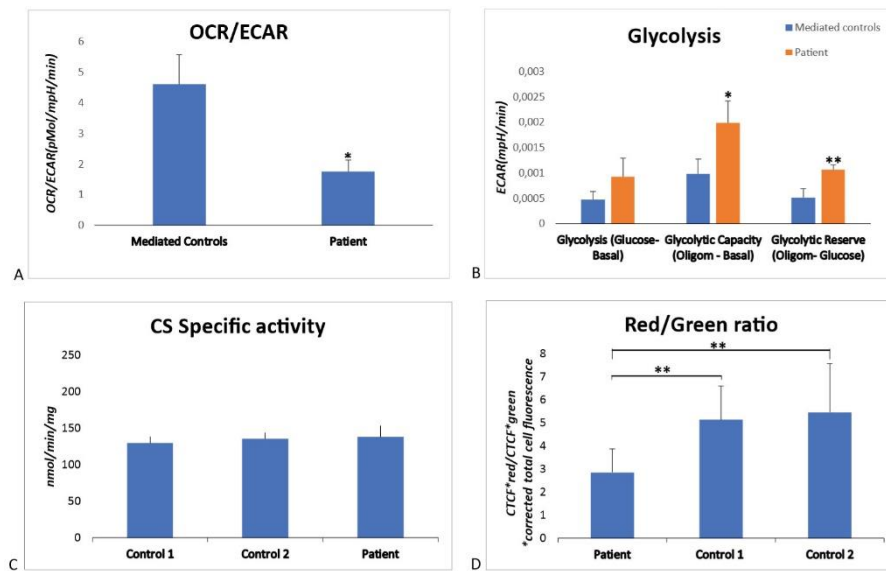 OCR/ECAR
OCR/ECAR(pMol/mpH/min)
6
5
4
3
2
1
0
*
Mediated Controls
Patient
A
Glycolysis
Mediated controls
Patient
ECAR(mpH/min)
0,003
0,0025
0,002
0,0015
0,001
0,0005
0
*
**
Glycolysis (Glucose-
Basal)
Glycolytic Capacity
(Oligom - Basal)
Glycolytic Reserve
(Oligom- Glucose)
B
CS Specific activity
nmol/min/mg
250
200
150
100
50
0
Control 1
Control 2
Patient
C
Red/Green ratio
CTCF*red/CTCF*green
*corrected total cell fluorescence
8
7
6
5
4
3
2
1
0
**
**
Patient
Control 1
Control 2
D